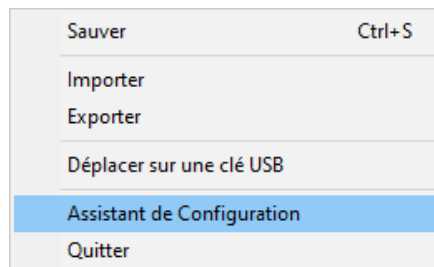 Sauver Ctrl+S
Importer
Exporter
Déplacer sur une clé USB
Assistant de Configuration
Quitter